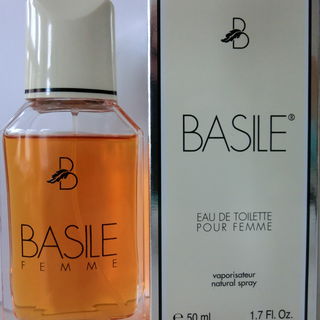 B
BASILE
FEMME
B
BASILE®
EAU DE TOILETTE
POUR FEMME
vaporisateur
natural spray
e 50 ml 1.7 Fl. Oz.